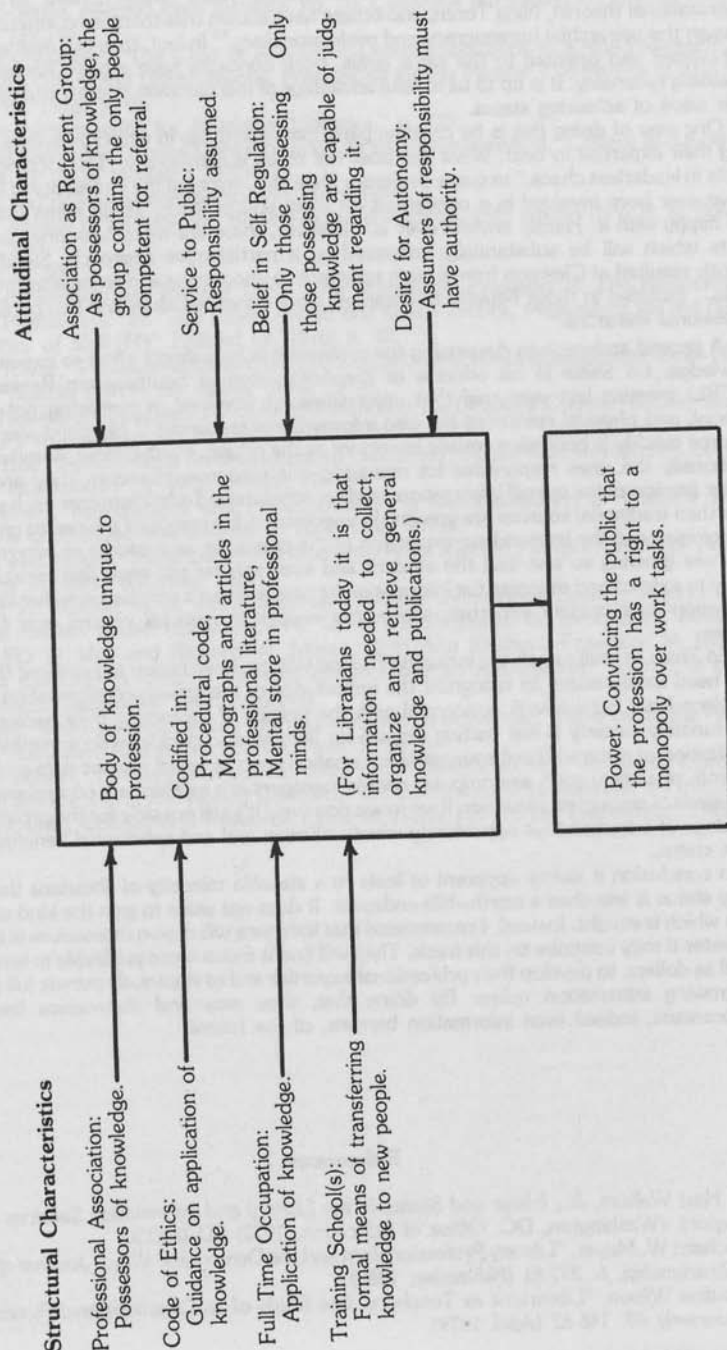 Structural Characteristics
Professional Association:
Possessors of knowledge.
Code of Ethics:
Guidance on application of
knowledge.
Full Time Occupation:
Application of knowledge.
Training School(s):
Formal means of transferring
knowledge to new people.
Body of knowledge unique to
profession.
Codified in:
Procedural code,
Monographs and articles in the
professional literature,
Mental store in professional
minds.
(For Librarians today it is that
information needed to collect,
organize and retrive general
knowledge and publications.)
Power: Convincing the public that
the profession has a right to a
monopoly over work tasks.
Attitudinal Characteristics
Association as Referent Group:
As possessors of knowledge, the
group contains the only people
competent for referral.
Service to Public:
Responsibility assumed.
Belief in Self Regulation:
Only those possessing Only
those possessing
knowledge are capable of judg-
ment regarding it.
Desire for Autonomy:
Assumers of responsibility must
have authority.